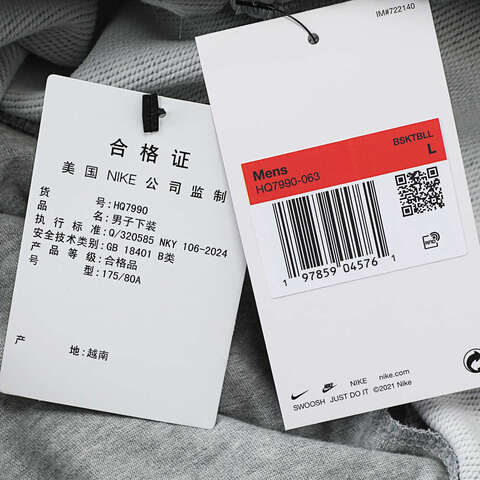 合格证
美国 NIKE 公司监制
货号:HQ7990
品名:男子下装
执行标准:Q/320585 NKY 106-2024
安全技术类别:GB 18401 B类
产品等级:合格品
型:175/80A
产地:越南
IM#722140
BSKTBLL
Mens
L
HQ7990-063
1 97859 04576 1
NIKE nike.com
SWOOSH JUST DO IT ©2021 Nike